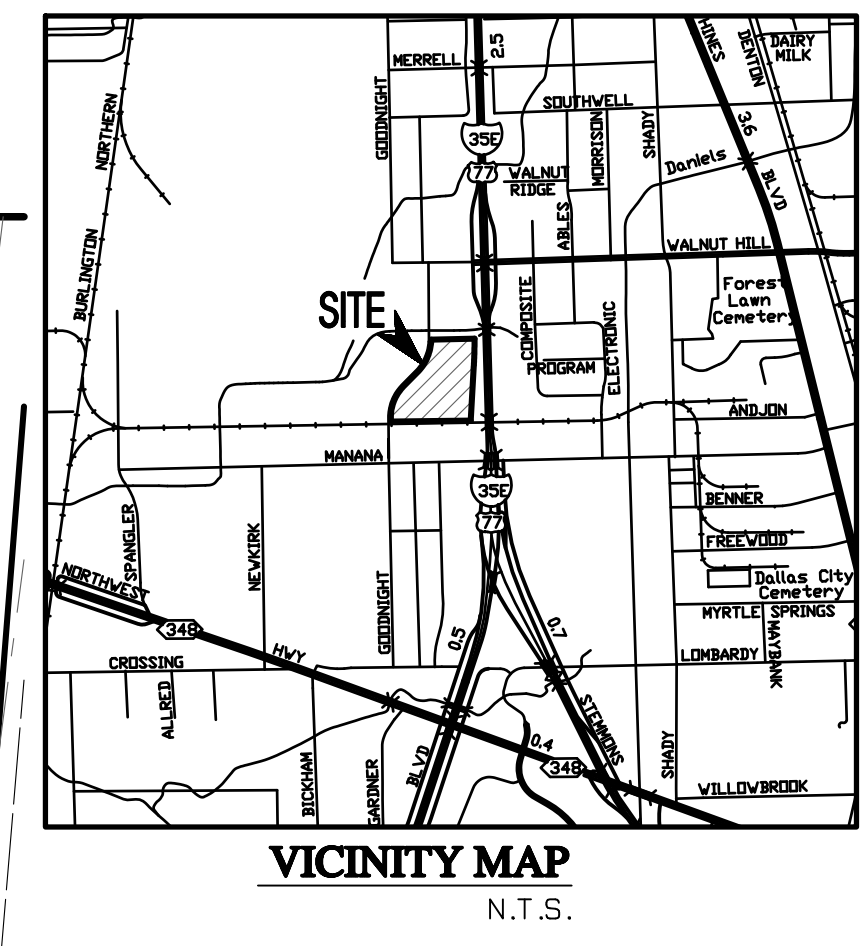 2.5
HINES
DENTON
DAIRY
MILK
MERRELL
GOODNIGHT
NORTHERN
SOUTHWELL
3.6
35E
MORRISON
SHADY
77
WALNUT
RIDGE
Daniels
BLVD
ABLES
WALNUT HILL
BURLINGTON
SITE
COMPOSITE
Forest
Lawn
Cemetery
ELECTRONIC
PROGRAM
ANDJON
MANANA
35E
77
BENNER
SPANGLER
NEWKIRK
FREEWOOD
NORTHWEST
GOODNIGHT
Dallas City
Cemetery
348
0.5
0.7
MYRTLE SPRINGS
MAYBANK
HWY
CROSSING
LOMBARDY
ALLRED
STEMMONS
0.4
348
SHADY
BLVD
BICKHAM
GARDNER
WILLOWBROOK
VICINITY MAP
N.T.S.